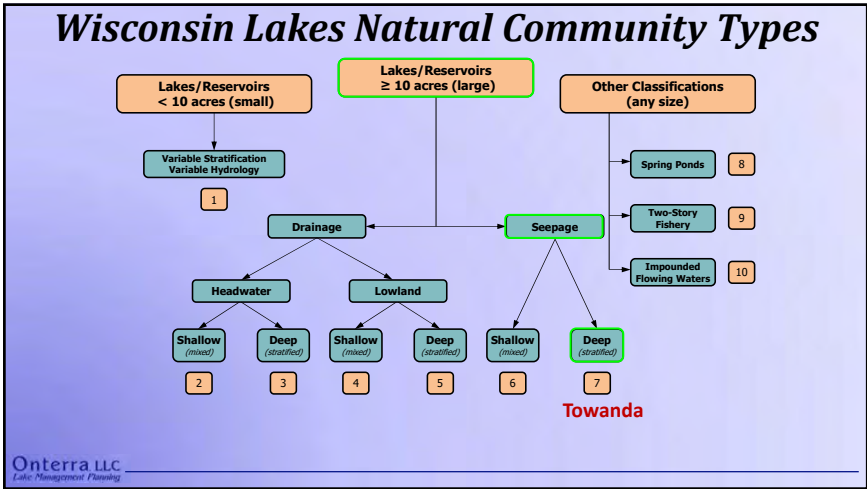 Wisconsin Lakes Natural Community Types
Lakes/Reservoirs
< 10 acres (small)
Lakes/Reservoirs
≥ 10 acres (large)
Other Classifications
(any size)
Variable Stratification
Variable Hydrology
1
Spring Ponds
8
Two-Story
Fishery
9
Impounded
Flowing Waters
10
Drainage
Seepage
Headwater
Lowland
Shallow
(mixed)
Deep
(stratified)
Shallow
(mixed)
Deep
(stratified)
Shallow
(mixed)
Deep
(stratified)
2
3
4
5
6
7
Towanda
Onterra LLC
Lake Management Planning